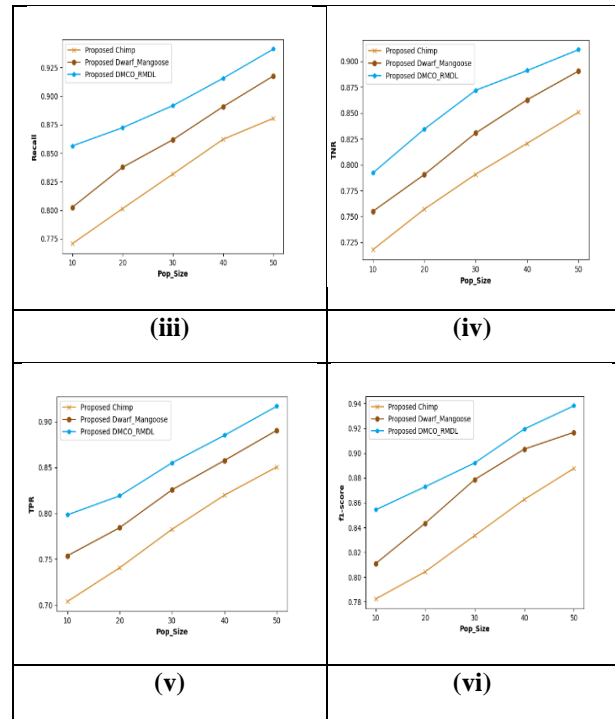 Proposed Chimp
Proposed Dwarf_Mangoose
Proposed DMCO_RMDL
Recall
0.925
0.900
0.875
0.850
0.825
0.800
0.775
10 20 30 40 50
Pop_Size
(iii)
Proposed Chimp
Proposed Dwarf_Mangoose
Proposed DMCO_RMDL
TNR
0.900
0.875
0.850
0.825
0.800
0.775
0.750
0.725
10 20 30 40 50
Pop_Size
(iv)
Proposed Chimp
Proposed Dwarf_Mangoose
Proposed DMCO_RMDL
TPR
0.90
0.85
0.80
0.75
0.70
10 20 30 40 50
Pop_Size
(v)
Proposed Chimp
Proposed Dwarf_Mangoose
Proposed DMCO_RMDL
f1-score
0.94
0.92
0.90
0.88
0.86
0.84
0.82
0.80
0.78
10 20 30 40 50
Pop_Size
(vi)